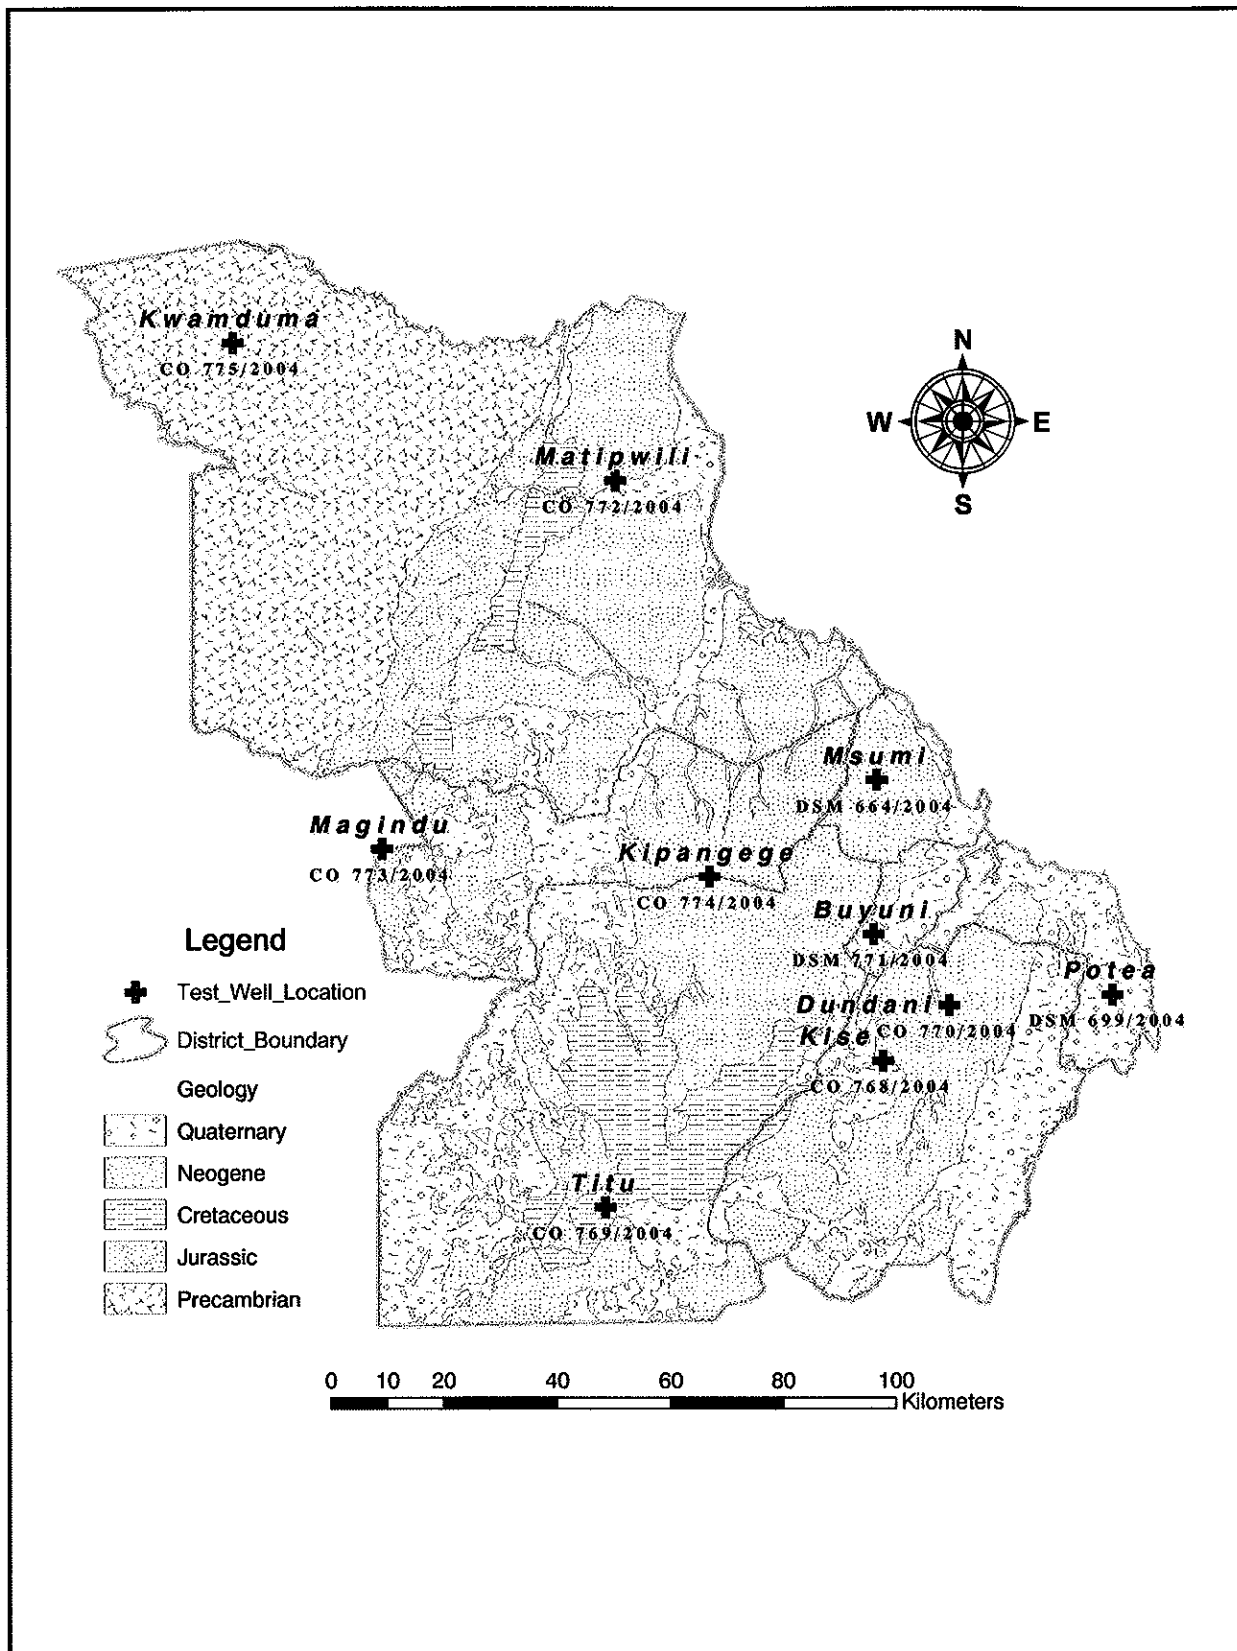 Kwamduma
CO 775/2004
N
W
E
S
Matipwili
CO 772/2004
Msumi
DSM 664/2004
Magindu
CO 773/2004
Kipangege
CO 774/2004
Buyuni
DSM 771/2004
Potea
DSM 699/2004
Dundani
CO 770/2004
Kise
CO 768/2004
Titu
CO 769/2004
Legend
Test_Well_Location
District_Boundary
Geology
Quaternary
Neogene
Cretaceous
Jurassic
Precambrian
0 10 20 40 60 80 100
Kilometers